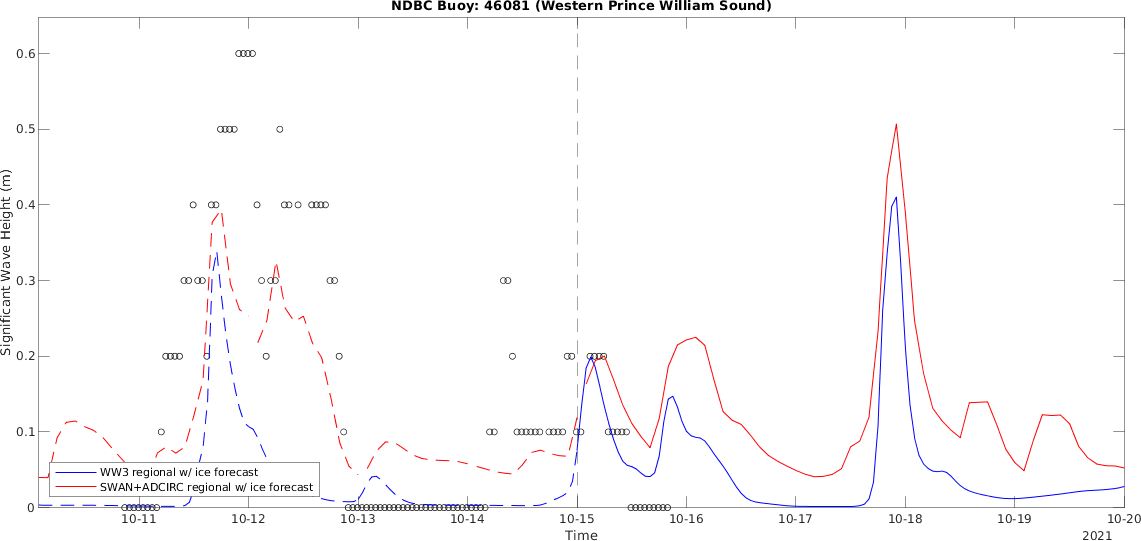 NDBC Buoy: 46081 (Western Prince William Sound)
0.6
0.5
0.4
0.3
0.2
0.1
0
Significant Wave Height (m)
WW3 regional w/ ice forecast
SWAN+ADCIRC regional w/ ice forecast
10-11 10-12 10-13 10-14 10-15 10-16 10-17 10-18 10-19 10-20
Time
2021